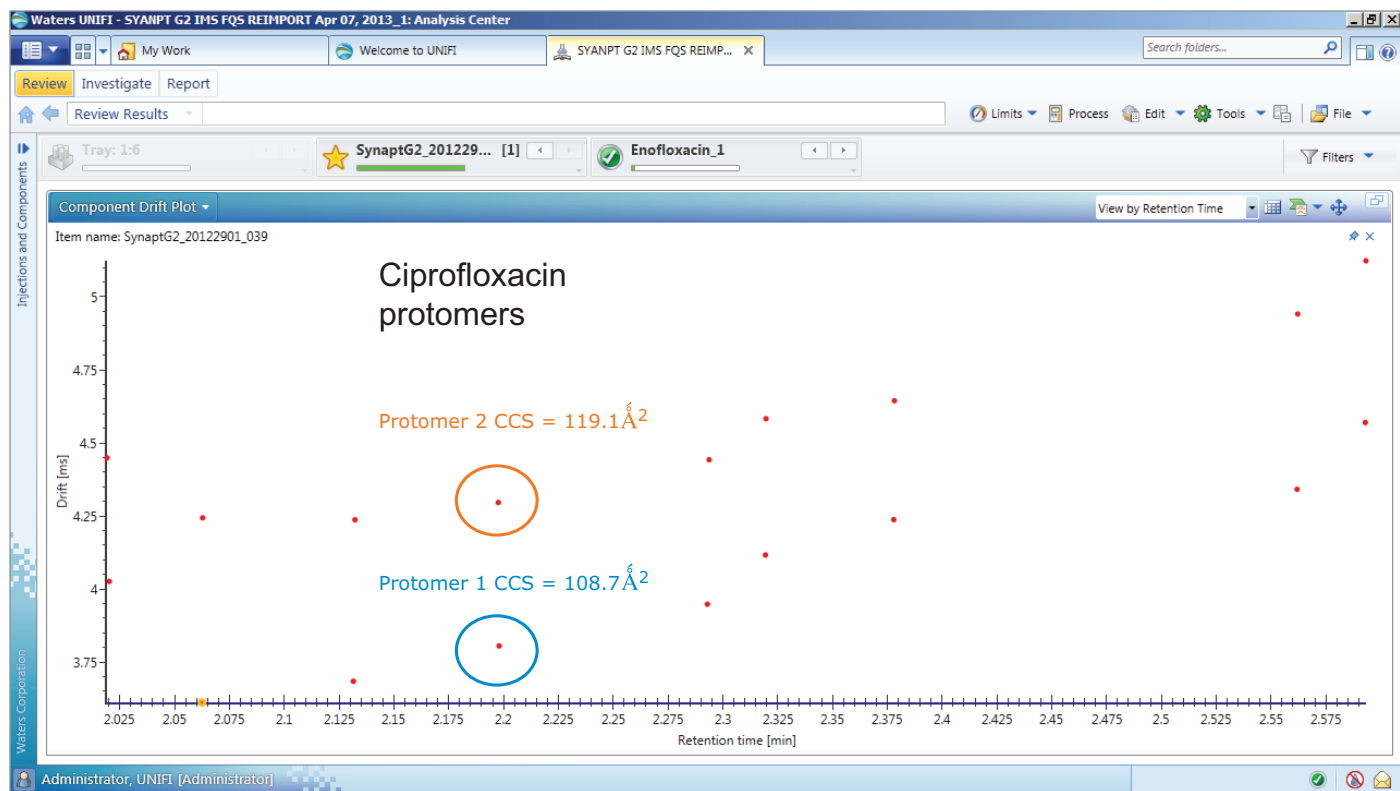 Waters UNIFI - SYANPT G2 IMS FQS REIMPORT Apr 07, 2013_1: Analysis Center
My Work
Welcome to UNIFI
SYANPT G2 IMS FQS REIMP...
Search folders...
Review Investigate Report
Review Results
Limits Process Edit Tools File
Tray: 1:6
SynaptG2_201229... [1]
Enofloxacin_1
Filters
Injections and Components
Component Drift Plot
View by Retention Time
Item name: SynaptG2_20122901_039
Ciprofloxacin
protomers
Protomer 2 CCS = 119.1Å²
Protomer 1 CCS = 108.7Å²
Drift [ms]
5
4.75
4.5
4.25
4
3.75
2.025 2.05 2.075 2.1 2.125 2.15 2.175 2.2 2.225 2.25 2.275 2.3 2.325 2.35 2.375 2.4 2.425 2.45 2.475 2.5 2.525 2.55 2.575
Retention time [min]
Waters Corporation
Administrator, UNIFI [Administrator]